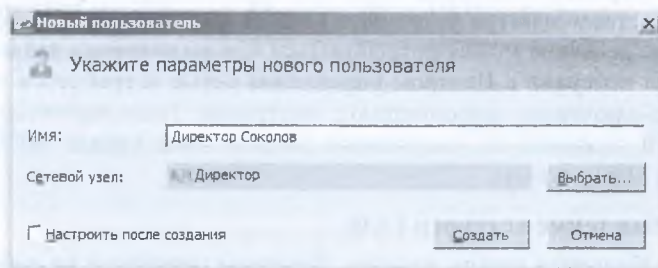 Новый пользователь
Укажите параметры нового пользователя
Имя: Директор Соколов
Сетевой узел: Директор Выбрать...
Настроить после создания Создать Отмена